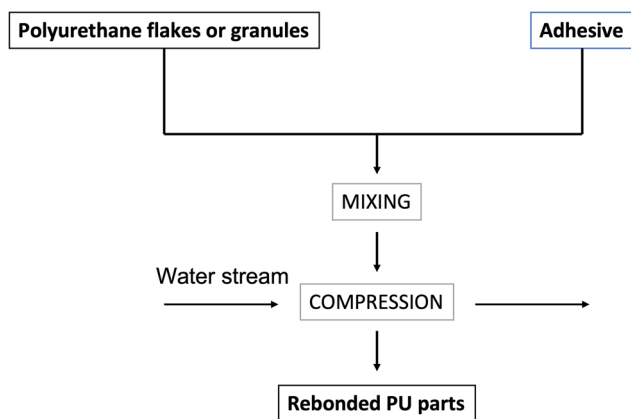 Polyurethane flakes or granules
Adhesive
MIXING
Water stream
COMPRESSION
Rebonded PU parts